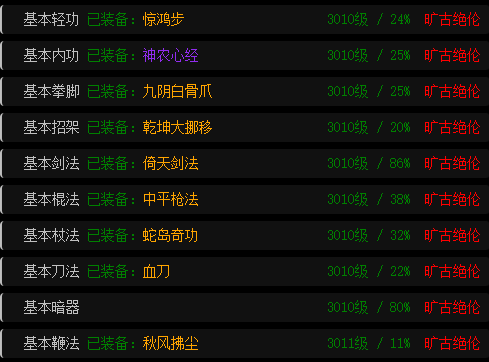 基本轻功 已装备：惊鸿步 3010级 / 24% 旷古绝伦
基本内功 已装备：神农心经 3010级 / 25% 旷古绝伦
基本拳脚 已装备：九阴白骨爪 3010级 / 25% 旷古绝伦
基本招架 已装备：乾坤大挪移 3010级 / 20% 旷古绝伦
基本剑法 已装备：倚天剑法 3010级 / 86% 旷古绝伦
基本棍法 已装备：中平枪法 3010级 / 38% 旷古绝伦
基本杖法 已装备：蛇岛奇功 3010级 / 32% 旷古绝伦
基本刀法 已装备：血刀 3010级 / 22% 旷古绝伦
基本暗器 3010级 / 80% 旷古绝伦
基本鞭法 已装备：秋风拂尘 3011级 / 11% 旷古绝伦